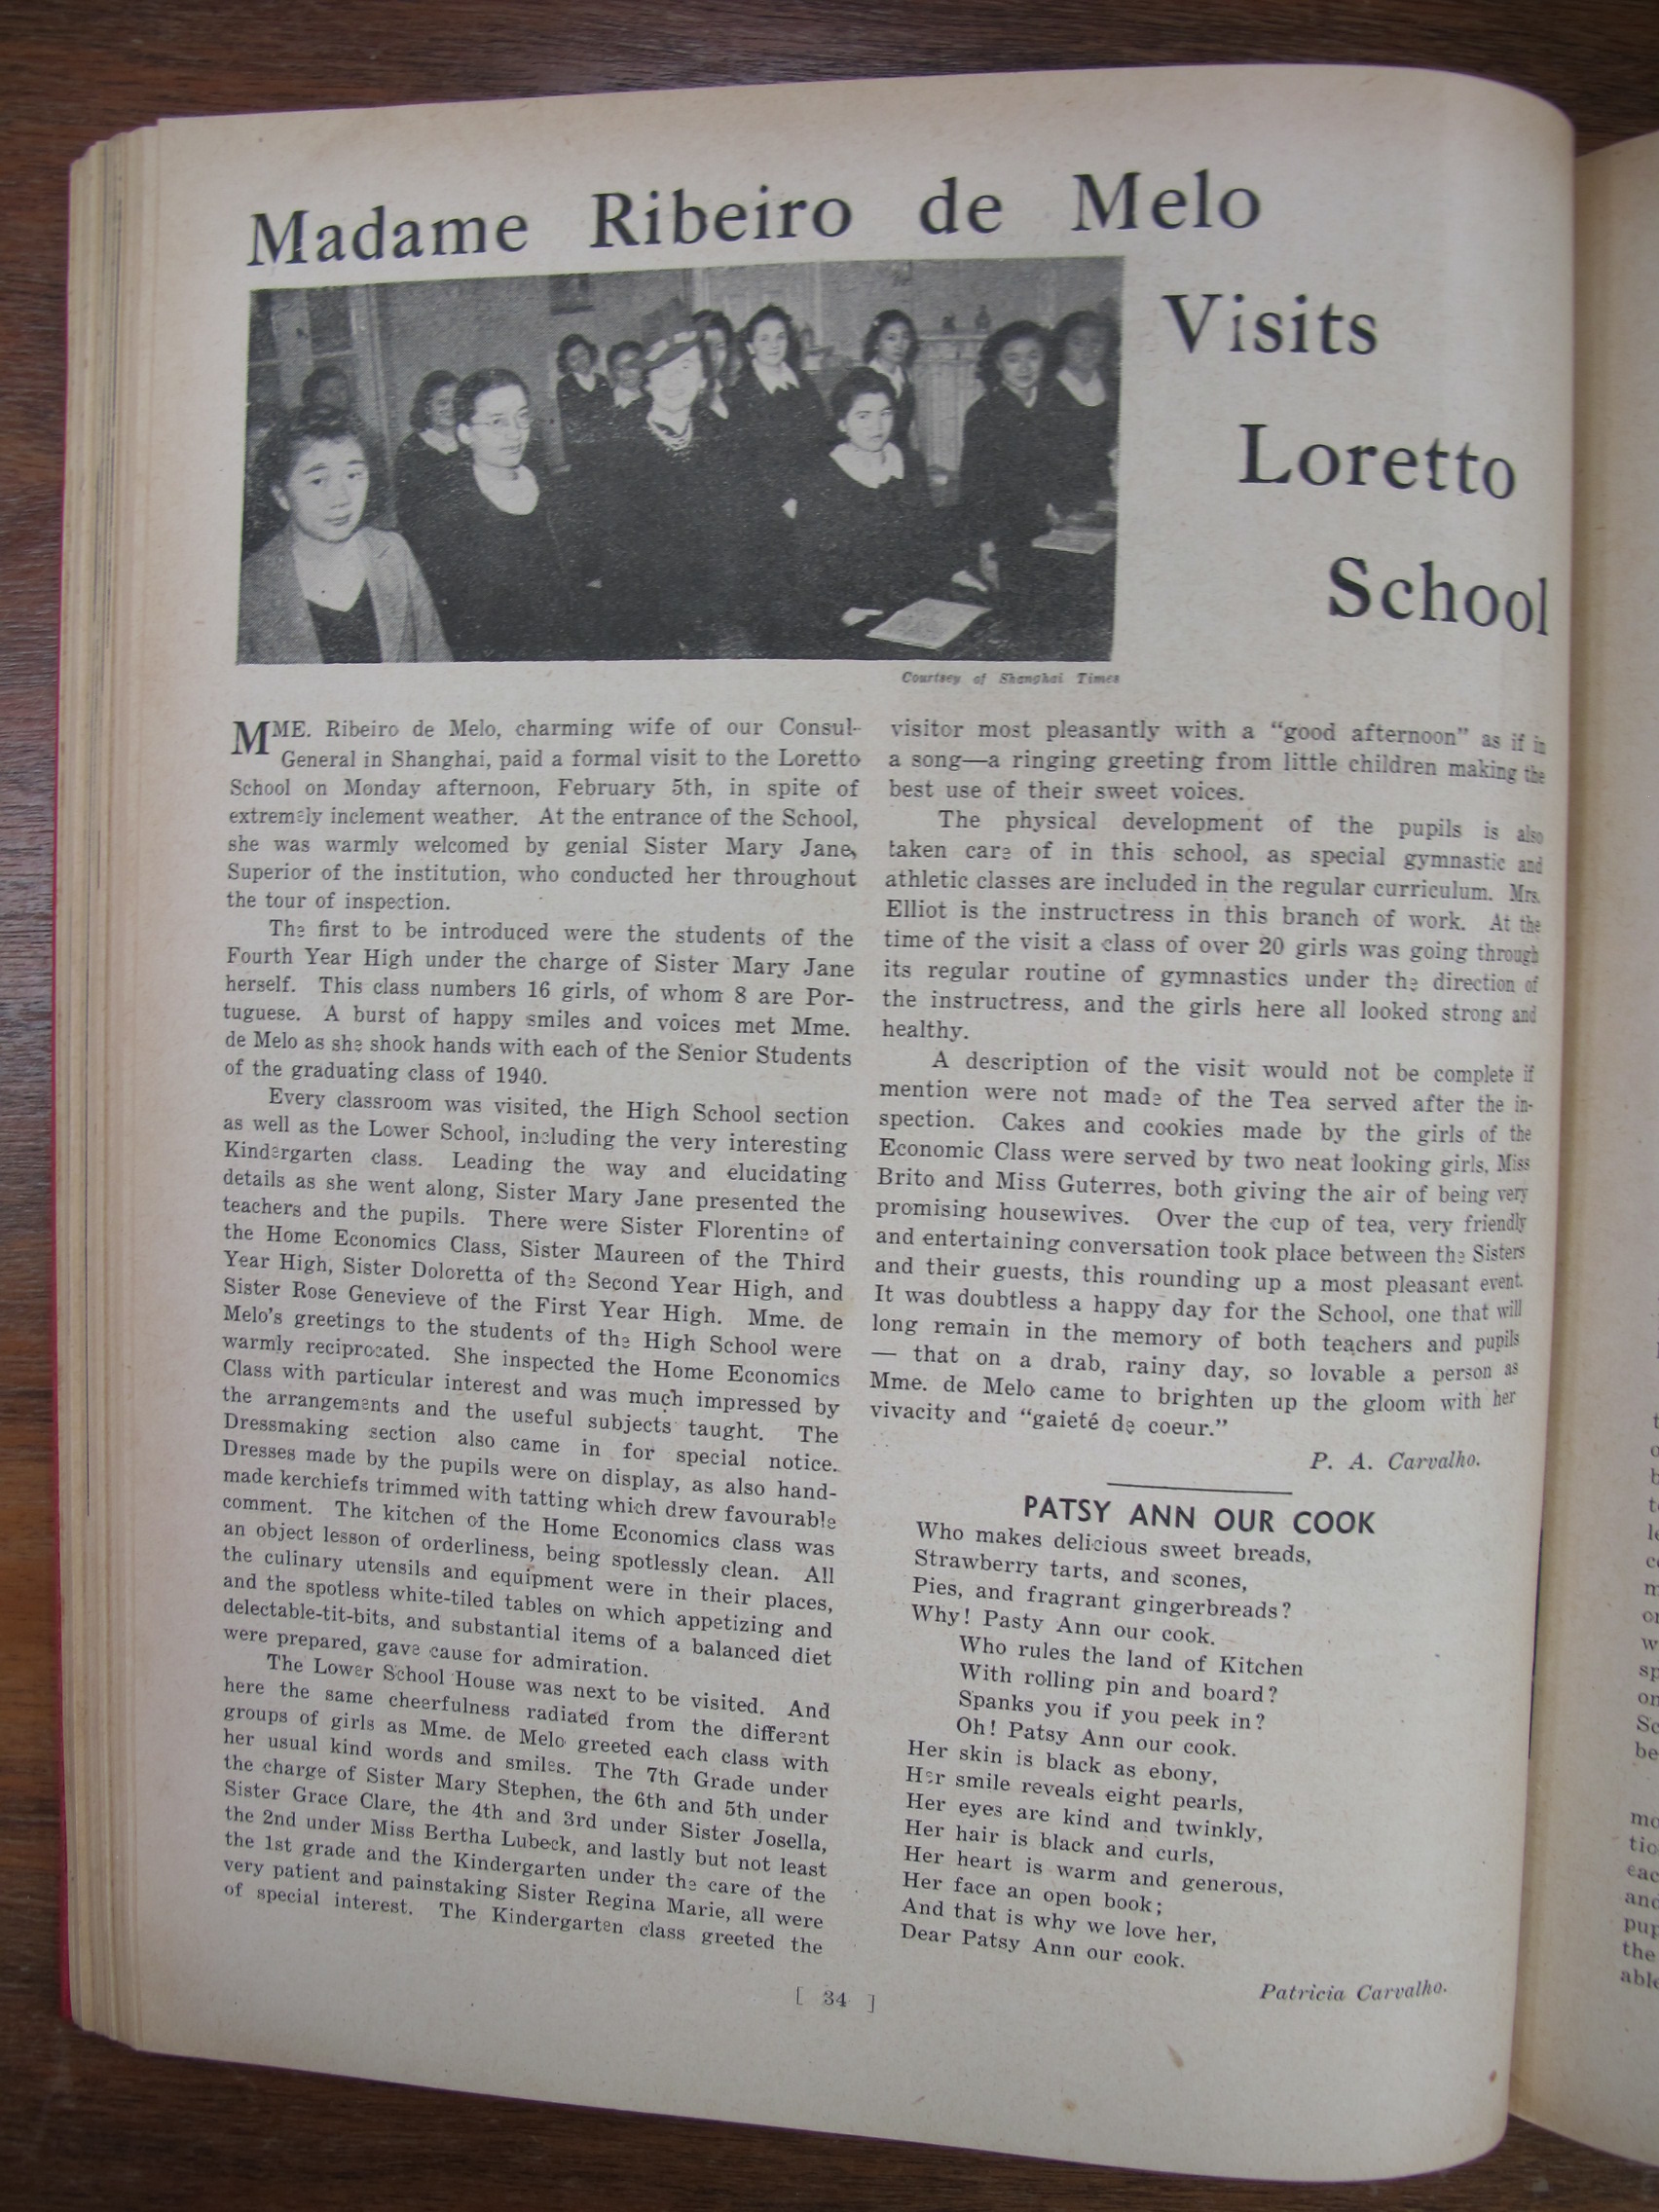 Madame Ribeiro de Melo
Visits
Loretto
School
Courtsey of Shanghai Times
MME. Ribeiro de Melo, charming wife of our Consul-
General in Shanghai, paid a formal visit to the Loretto
School on Monday afternoon, February 5th, in spite of
extremely inclement weather. At the entrance of the School,
she was warmly welcomed by genial Sister Mary Jane,
Superior of the institution, who conducted her throughout
the tour of inspection.
The first to be introduced were the students of the
Fourth Year High under the charge of Sister Mary Jane
herself. This class numbers 16 girls, of whom 8 are Por-
tuguese. A burst of happy smiles and voices met Mme.
de Melo as she shook hands with each of the Senior Students
of the graduating class of 1940.
Every classroom was visited, the High School section
as well as the Lower School, including the very interesting
Kindergarten class. Leading the way and elucidating
details as she went along, Sister Mary Jane presented the
teachers and the pupils. There were Sister Florentine of
the Home Economics Class, Sister Maureen of the Third
Year High, Sister Doloretta of the Second Year High, and
Sister Rose Genevieve of the First Year High. Mme. de
Melo's greetings to the students of the High School were
warmly reciprocated. She inspected the Home Economics
Class with particular interest and was much impressed by
the arrangements and the useful subjects taught. The
Dressmaking section also came in for special notice.
Dresses made by the pupils were on display, as also hand-
made kerchiefs trimmed with tatting which drew favourable
comment. The kitchen of the Home Economics class was
an object lesson of orderliness, being spotlessly clean. All
the culinary utensils and equipment were in their places,
and the spotless white-tiled tables on which appetizing and
delectable-tit-bits, and substantial items of a balanced diet
were prepared, gave cause for admiration.
The Lower School House was next to be visited. And
here the same cheerfulness radiated from the different
groups of girls as Mme. de Melo greeted each class with
her usual kind words and smiles. The 7th Grade under
the charge of Sister Mary Stephen, the 6th and 5th under
Sister Grace Clare, the 4th and 3rd under Sister Josella,
the 2nd under Miss Bertha Lubeck, and lastly but not least
the 1st grade and the Kindergarten under the care of the
very patient and painstaking Sister Regina Marie, all were
of special interest. The Kindergarten class greeted the
visitor most pleasantly with a "good afternoon" as if in
a song—a ringing greeting from little children making the
best use of their sweet voices.
The physical development of the pupils is also
taken care of in this school, as special gymnastic and
athletic classes are included in the regular curriculum. Mrs.
Elliot is the instructress in this branch of work. At the
time of the visit a class of over 20 girls was going through
its regular routine of gymnastics under the direction of
the instructress, and the girls here all looked strong and
healthy.
A description of the visit would not be complete if
mention were not made of the Tea served after the in-
spection. Cakes and cookies made by the girls of the
Economic Class were served by two neat looking girls, Miss
Brito and Miss Guterres, both giving the air of being very
promising housewives. Over the cup of tea, very friendly
and entertaining conversation took place between the Sisters
and their guests, this rounding up a most pleasant event.
It was doubtless a happy day for the School, one that will
long remain in the memory of both teachers and pupils
— that on a drab, rainy day, so lovable a person as
Mme. de Melo came to brighten up the gloom with her
vivacity and "gaieté de coeur."
P. A. Carvalho.
PATSY ANN OUR COOK
Who makes delicious sweet breads,
Strawberry tarts, and scones,
Pies, and fragrant gingerbreads?
Why! Pasty Ann our cook.
Who rules the land of Kitchen
With rolling pin and board?
Spanks you if you peek in?
Oh! Patsy Ann our cook.
Her skin is black as ebony,
Her smile reveals eight pearls,
Her eyes are kind and twinkly,
Her hair is black and curls,
Her heart is warm and generous,
Her face an open book;
And that is why we love her,
Dear Patsy Ann our cook.
Patricia Carvalho.
[ 34 ]